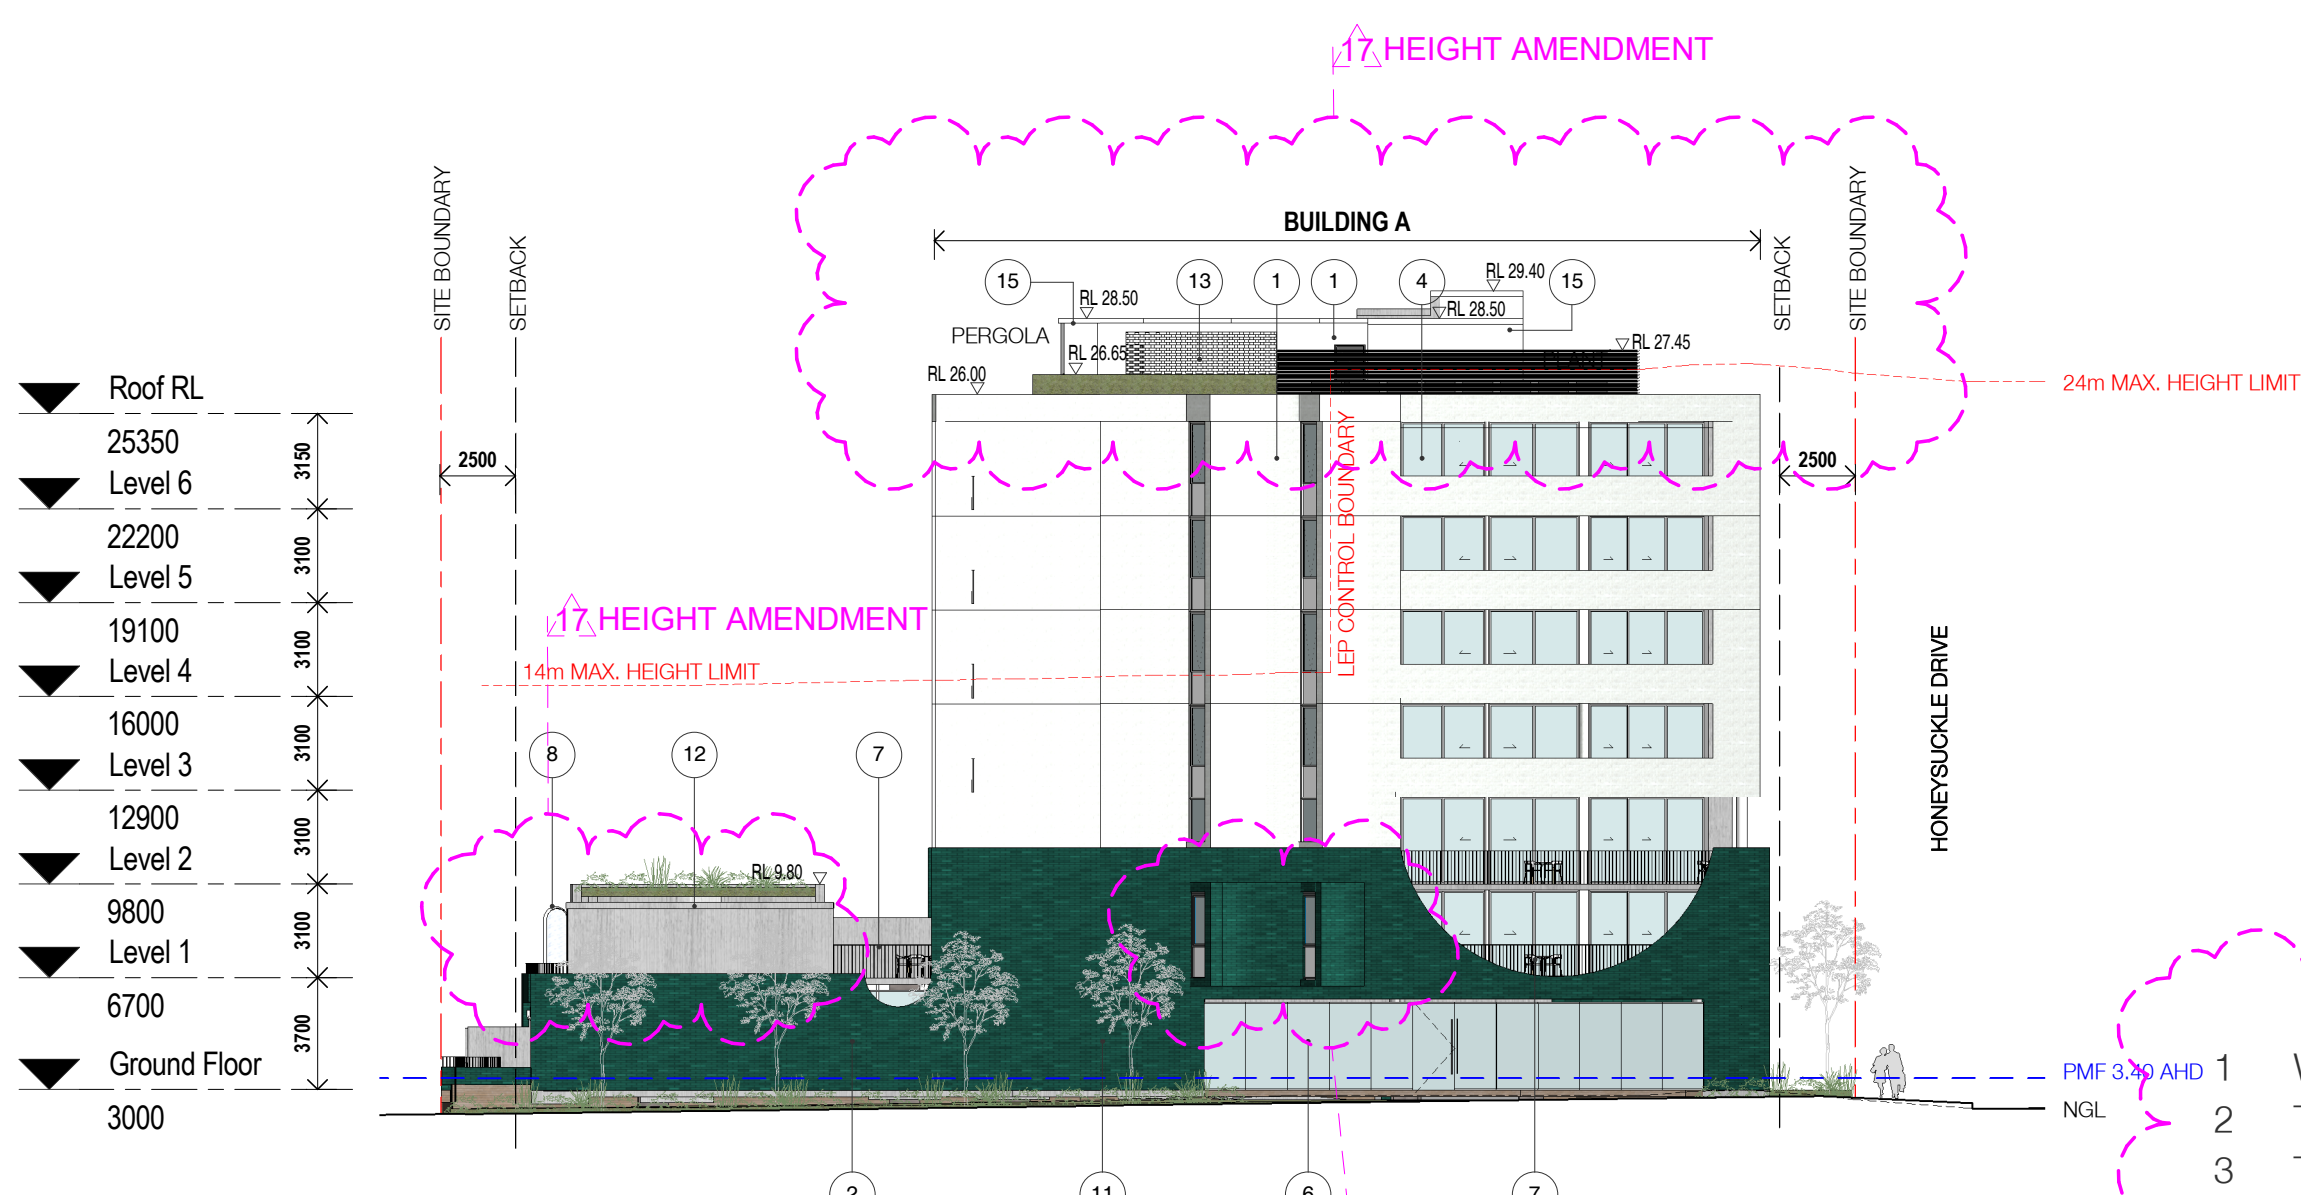 17 HEIGHT AMENDMENT
SITE BOUNDARY
SETBACK
BUILDING A
SETBACK
SITE BOUNDARY
15
13
1
1
4
15
RL 29.40
RL 28.50
RL 28.50
PERGOLA
RL 26.65
RL 27.45
RL 26.00
24m MAX. HEIGHT LIMIT
Roof RL
25350
3150
Level 6
2500
2500
22200
3100
Level 5
LEP CONTROL BOUNDARY
19100
3100
Level 4
17 HEIGHT AMENDMENT
14m MAX. HEIGHT LIMIT
HONEYSUCKLE DRIVE
16000
3100
Level 3
8
12
7
12900
3100
Level 2
RL 9.80
9800
3100
Level 1
6700
3700
Ground Floor
3000
PMF 3.40 AHD
NGL
1
2
3
2
11
6
7